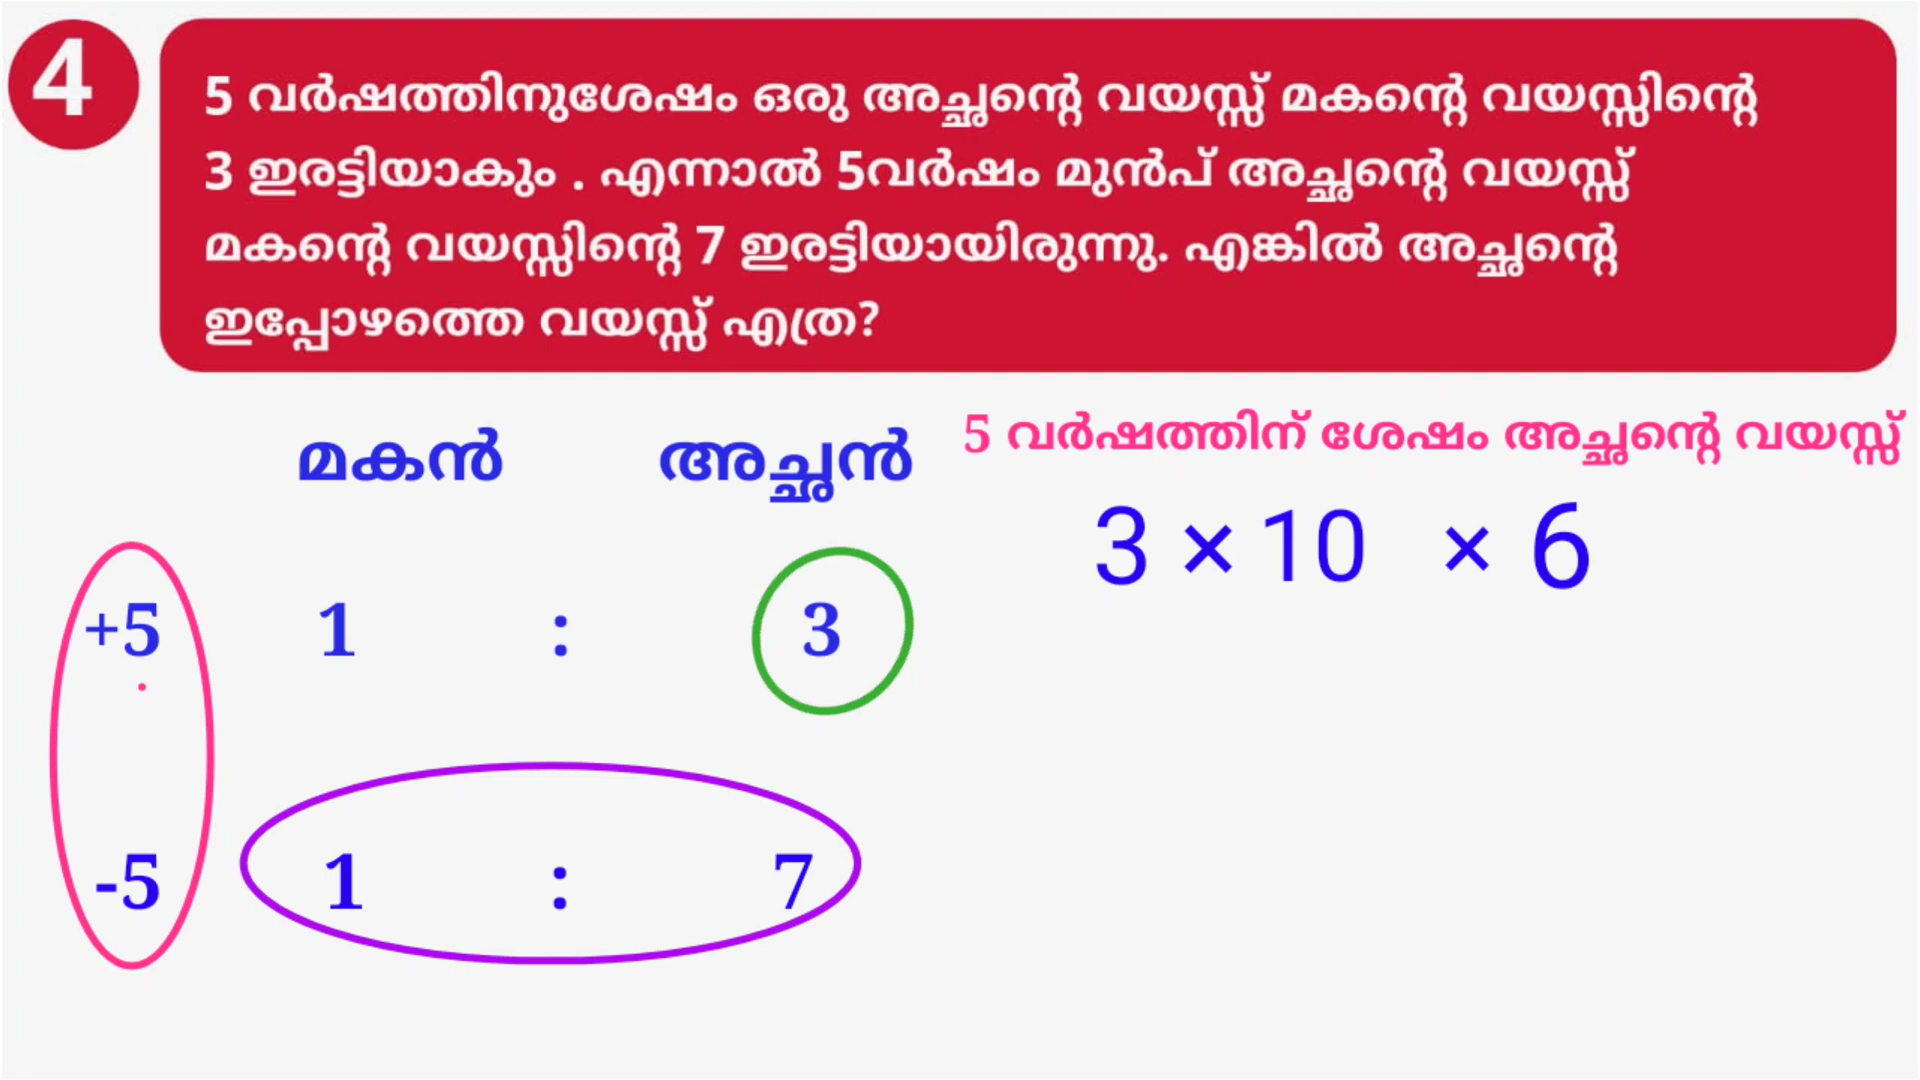 4
5 വർഷത്തിനുശേഷം ഒരു അച്ഛന്റെ വയസ്സ് മകന്റെ വയസ്സിന്റെ
3 ഇരട്ടിയാകും . എന്നാൽ 5വർഷം മുൻപ് അച്ഛന്റെ വയസ്സ്
മകന്റെ വയസ്സിന്റെ 7 ഇരട്ടിയായിരുന്നു. എങ്കിൽ അച്ഛന്റെ
ഇപ്പോഴത്തെ വയസ്സ് എത്ര?
മകൻ അച്ഛൻ
5 വർഷത്തിന് ശേഷം അച്ഛന്റെ വയസ്സ്
3 × 10 × 6
+5 1 : 3
-5 1 : 7